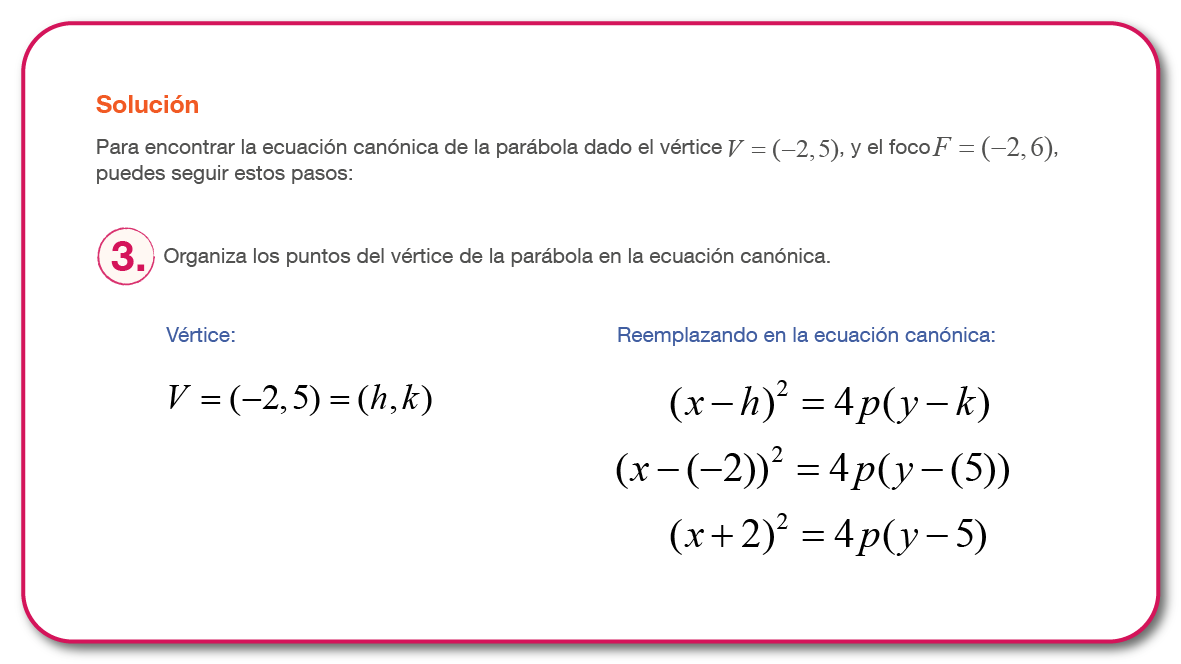 Solución
Para encontrar la ecuación canónica de la parábola dado el vértice V = (−2, 5), y el foco F = (−2, 6),
puedes seguir estos pasos:
3. Organiza los puntos del vértice de la parábola en la ecuación canónica.
Vértice:
V = (−2, 5) = (h, k)
Reemplazando en la ecuación canónica:
(x − h)² = 4p(y − k)
(x − (−2))² = 4p(y − (5))
(x + 2)² = 4p(y − 5)